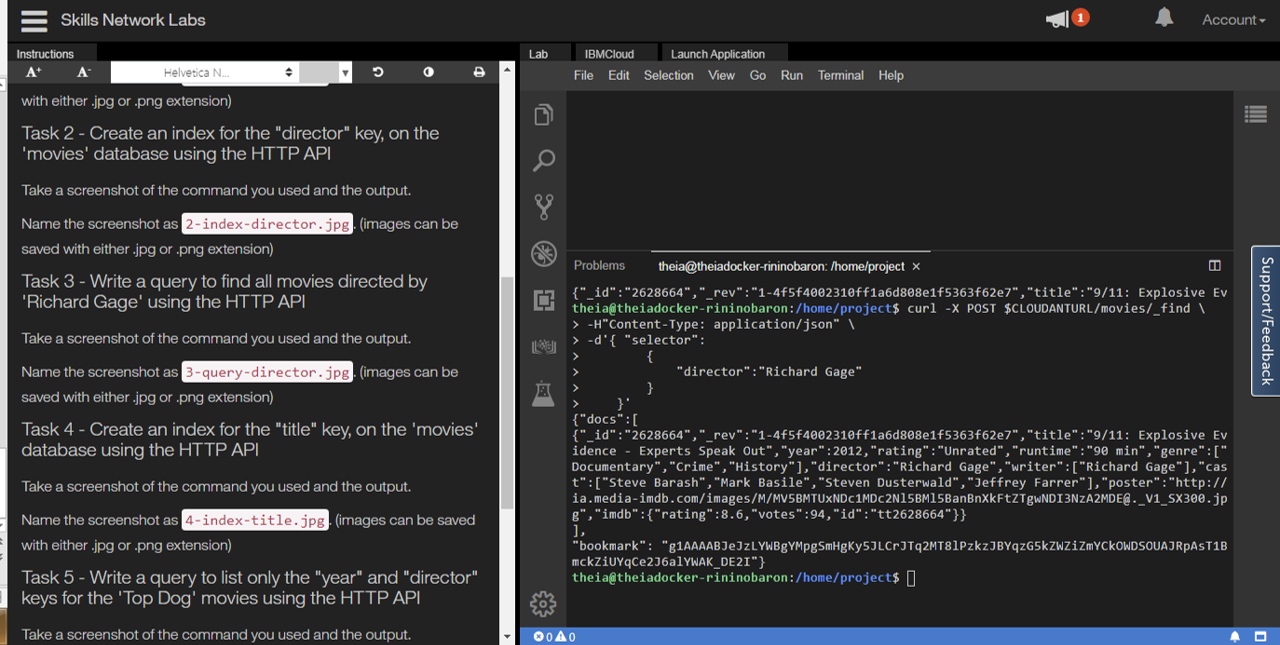 Skills Network Labs
1
Account
Instructions
A+ A- Helvetica N...
with either .jpg or .png extension)
Task 2 - Create an index for the "director" key, on the
'movies' database using the HTTP API
Take a screenshot of the command you used and the output.
Name the screenshot as 2-index-director.jpg. (images can be
saved with either .jpg or .png extension)
Task 3 - Write a query to find all movies directed by
'Richard Gage' using the HTTP API
Take a screenshot of the command you used and the output.
Name the screenshot as 3-query-director.jpg. (images can be
saved with either .jpg or .png extension)
Task 4 - Create an index for the "title" key, on the 'movies'
database using the HTTP API
Take a screenshot of the command you used and the output.
Name the screenshot as 4-index-title.jpg. (images can be saved
with either .jpg or .png extension)
Task 5 - Write a query to list only the "year" and "director"
keys for the 'Top Dog' movies using the HTTP API
Take a screenshot of the command you used and the output.
Lab IBMCloud Launch Application
File Edit Selection View Go Run Terminal Help
Problems theia@theiadocker-rininobaron: /home/project ×
{"_id":"2628664","_rev":"1-4f5f4002310ff1a6d808e1f5363f62e7","title":"9/11: Explosive Ev
theia@theiadocker-rininobaron:/home/project$ curl -X POST $CLOUDANTURL/movies/_find \
> -H"Content-Type: application/json" \
> -d'{ "selector":
> {
> "director":"Richard Gage"
> }
> }'
{"docs":[
{"_id":"2628664","_rev":"1-4f5f4002310ff1a6d808e1f5363f62e7","title":"9/11: Explosive Ev
idence - Experts Speak Out","year":2012,"rating":"Unrated","runtime":"90 min","genre":["
Documentary","Crime","History"],"director":"Richard Gage","writer":["Richard Gage"],"cas
t":["Steve Barash","Mark Basile","Steven Dusterwald","Jeffrey Farrer"],"poster":"http://
ia.media-imdb.com/images/M/MV5BMTUxNDc1MDc2Nl5BMl5BanBnXkFtZTgwNDI3NzA2MDE@._V1_SX300.jp
g","imdb":{"rating":8.6,"votes":94,"id":"tt2628664"}}
],
"bookmark": "g1AAAABJeJzLYWBgYMpgSmHgKy5JLCrJTq2MT8lPzkzJBYqzG5kZWZiZmYCkOWDSOUAJRpAsT1B
mckZiUYqCe2J6alYWAK_DE2I"}
theia@theiadocker-rininobaron:/home/project$
0 0
Support/Feedback